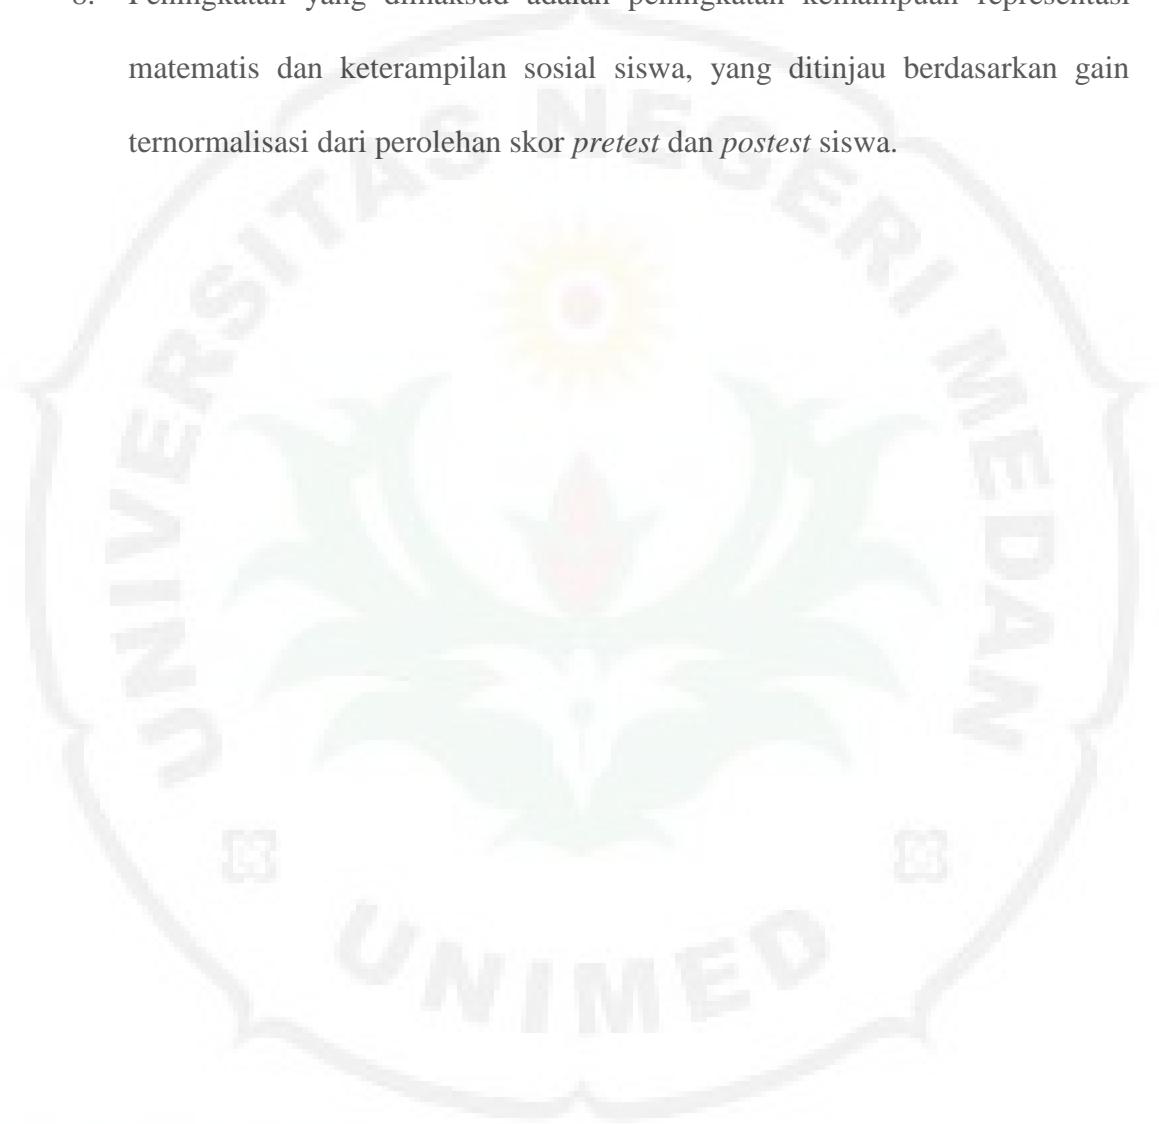 8. Peningkatan yang dimaksud adalah peningkatan kemampuan representasi
matematis dan keterampilan sosial siswa, yang ditinjau berdasarkan gain
ternormalisasi dari perolehan skor pretest dan postest siswa.
UNIVERSITAS NEGERI MEDAN
UNIMED